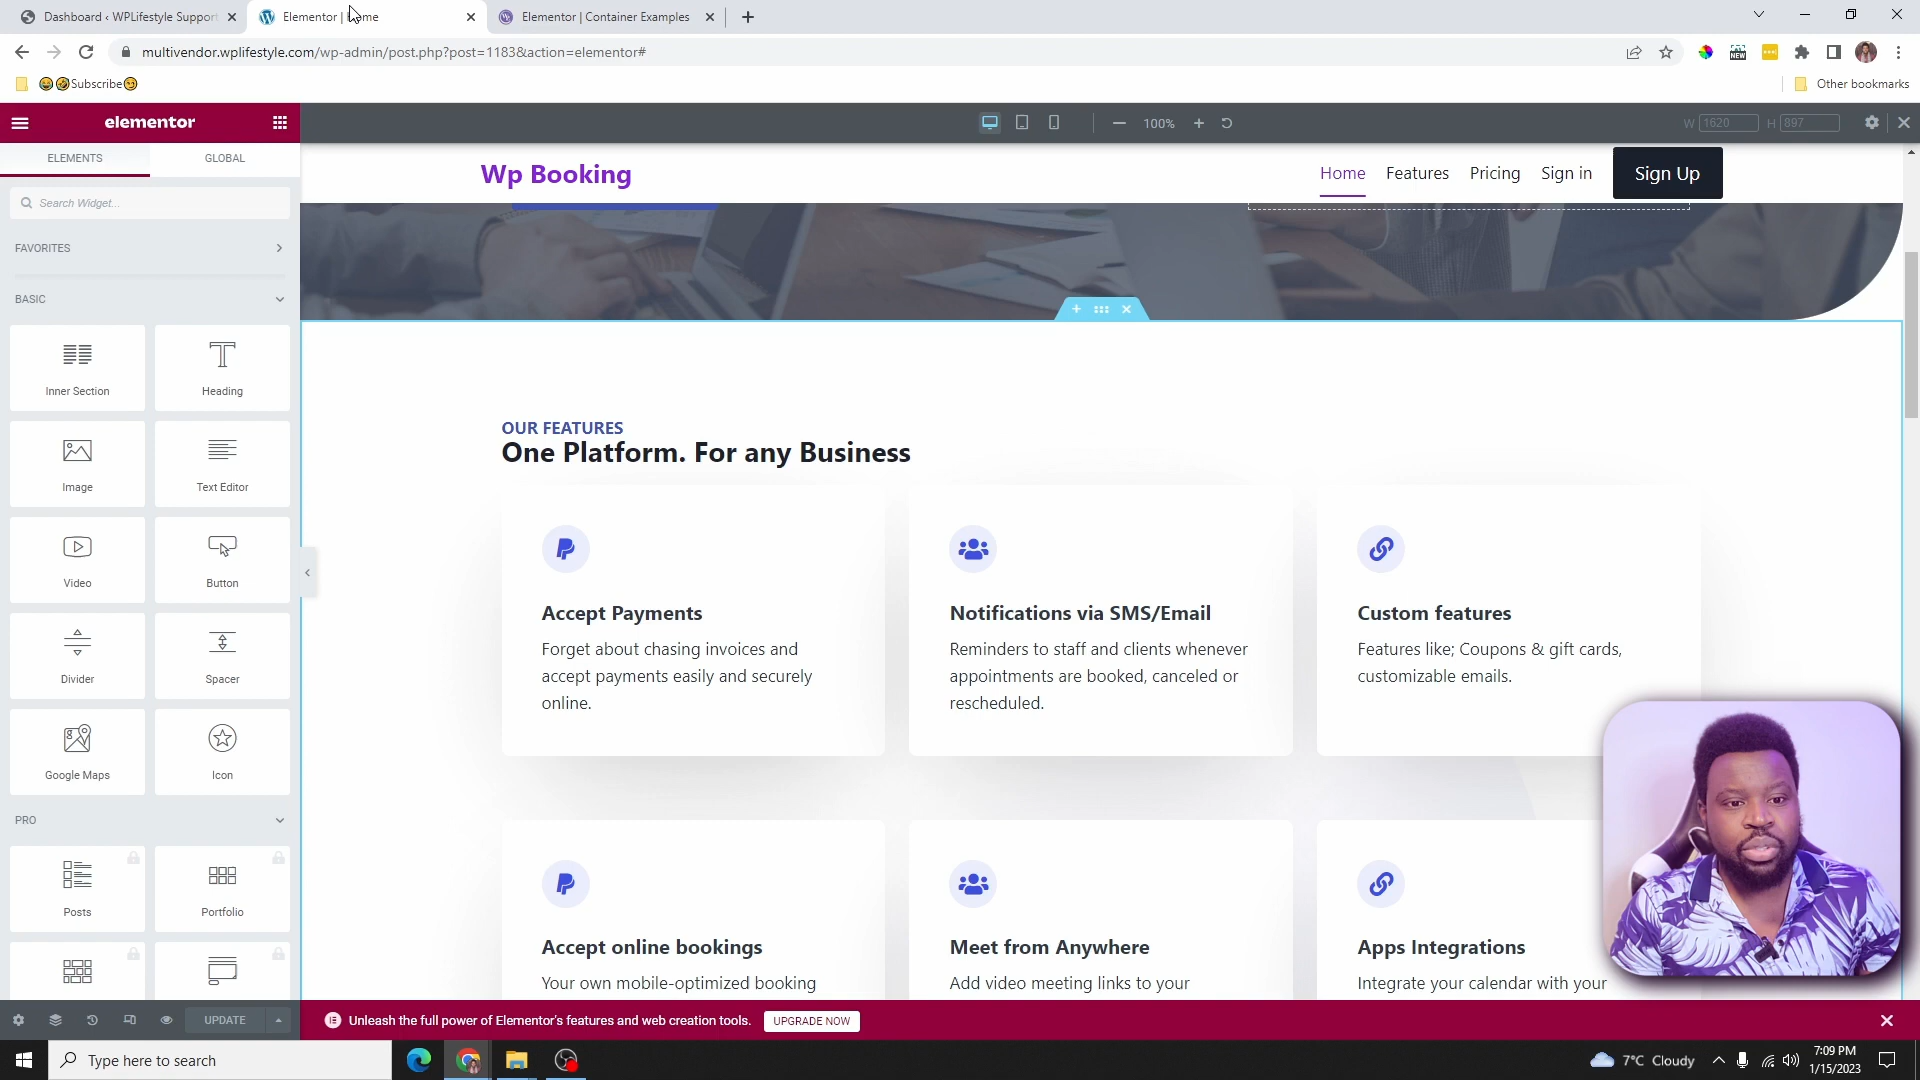 Dashboard ‹ WPLifestyle Support
Elementor | Home
Elementor | Container Examples
multivendor.wplifestyle.com/wp-admin/post.php?post=1183&action=elementor#
😂🤣Subscribe😏
Other bookmarks
elementor
100%
W 1620 H 897
ELEMENTS
GLOBAL
Search Widget...
FAVORITES
BASIC
Inner Section
Heading
Image
Text Editor
Video
Button
Divider
Spacer
Google Maps
Icon
PRO
Posts
Portfolio
UPDATE
Wp Booking
Home
Features
Pricing
Sign in
Sign Up
OUR FEATURES
One Platform. For any Business
Accept Payments
Forget about chasing invoices and
accept payments easily and securely
online.
Notifications via SMS/Email
Reminders to staff and clients whenever
appointments are booked, canceled or
rescheduled.
Custom features
Features like; Coupons & gift cards,
customizable emails.
Accept online bookings
Your own mobile-optimized booking
Meet from Anywhere
Add video meeting links to your
Apps Integrations
Integrate your calendar with your
Unleash the full power of Elementor's features and web creation tools.
UPGRADE NOW
Type here to search
7°C Cloudy
7:09 PM
1/15/2023